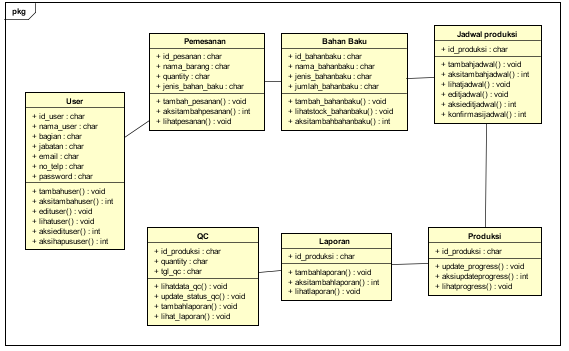 pkg
Pemesanan
+ id_pesanan : char
+ nama_barang : char
+ quantity : char
+ jenis_bahan_baku : char
+ tambah_pesanan() : void
+ aksitambahpesanan() : int
+ lihatpesanan() : void
Bahan Baku
+ id_bahanbaku : char
+ nama_bahanbaku : char
+ jenis_bahanbaku : char
+ jumlah_bahanbaku : char
+ tambah_bahanbaku() : void
+ lihatstock_bahanbaku() : void
+ aksitambahbahanbaku() : int
Jadwal produksi
+ id_produksi : char
+ tambahjadwal() : void
+ aksitambahjadwal() : int
+ lihatjadwal() : void
+ editjadwal() : void
+ aksieditjadwal() : int
+ konfirmasijadwal() : int
User
+ id_user : char
+ nama_user : char
+ bagian : char
+ jabatan : char
+ email : char
+ no_telp : char
+ password : char
+ tambahuser() : void
+ aksitambahuser() : int
+ edituser() : void
+ lihatuser() : void
+ aksiedituser() : int
+ aksihapususer() : int
QC
+ id_produksi : char
+ quantity : char
+ tgl_qc : char
+ lihatdata_qc() : void
+ update_status_qc() : void
+ tambahlaporan() : void
+ lihat_laporan() : void
Laporan
+ id_produksi : char
+ tambahlaporan() : void
+ aksitambahlaporan() : int
+ lihatlaporan() : void
Produksi
+ id_produksi : char
+ update_progress() : void
+ aksiupdateprogress() : int
+ lihatprogress() : void